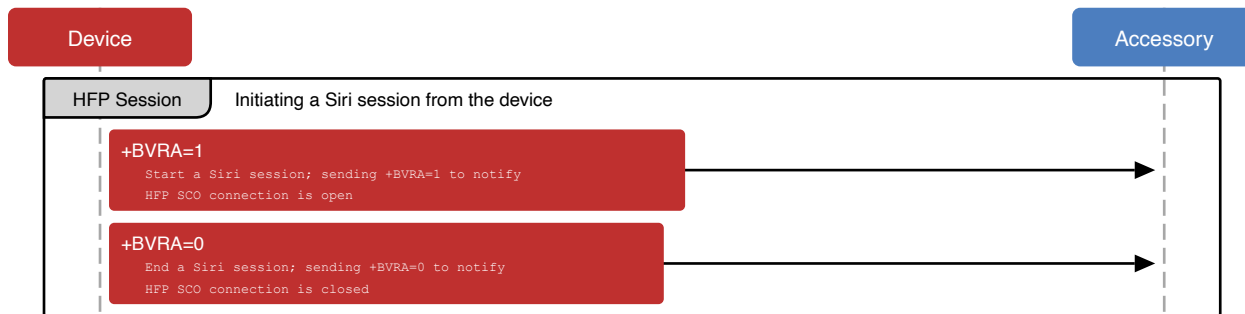 Device
Accessory
HFP Session
Initiating a Siri session from the device
+BVRA=1
Start a Siri session; sending +BVRA=1 to notify
HFP SCO connection is open
+BVRA=0
End a Siri session; sending +BVRA=0 to notify
HFP SCO connection is closed